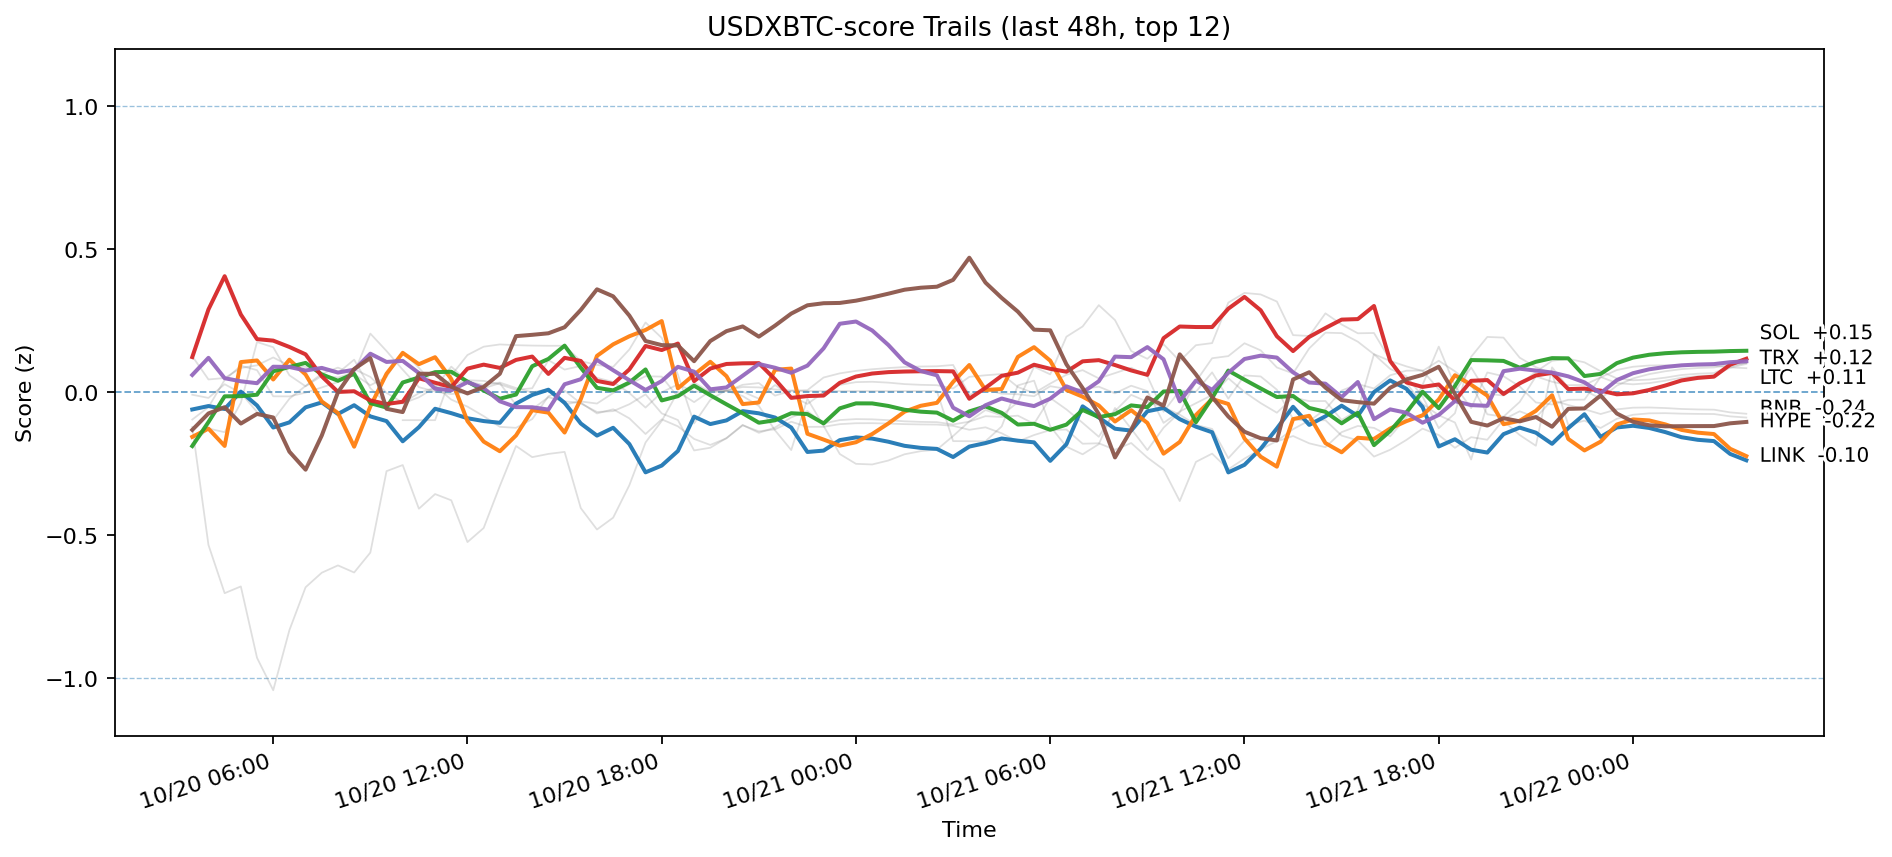 USDXBTC-score Trails (last 48h, top 12)
Score (z)
1.0
0.5
0.0
−0.5
−1.0
SOL +0.15
TRX +0.12
LTC +0.11
BNB -0.24
HYPE -0.22
LINK -0.10
10/20 06:00
10/20 12:00
10/20 18:00
10/21 00:00
10/21 06:00
10/21 12:00
10/21 18:00
10/22 00:00
Time